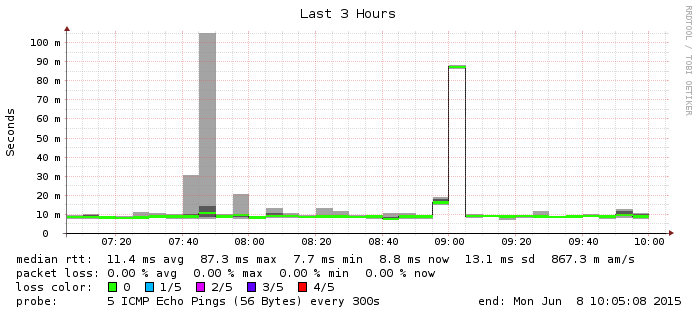 Last 3 Hours
RRDTOOL / TOBI OETIKER
Seconds
100 m
90 m
80 m
70 m
60 m
50 m
40 m
30 m
20 m
10 m
0
07:20 07:40 08:00 08:20 08:40 09:00 09:20 09:40 10:00
median rtt: 11.4 ms avg 87.3 ms max 7.7 ms min 8.8 ms now 13.1 ms sd 867.3 m am/s
packet loss: 0.00 % avg 0.00 % max 0.00 % min 0.00 % now
loss color: 0 1/5 2/5 3/5 4/5
probe: 5 ICMP Echo Pings (56 Bytes) every 300s end: Mon Jun 8 10:05:08 2015